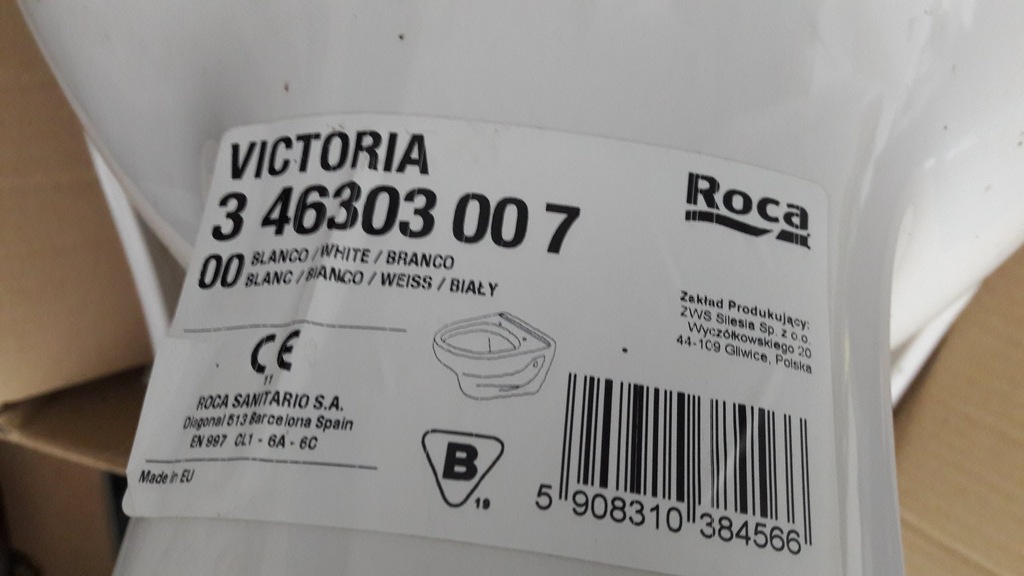 VICTORIA
3 46303 00 7
00 BLANCO / WHITE / BRANCO
BLANC / BIANCO / WEISS / BIAŁY
Roca
Zakład Produkujący:
ZWS Silesia Sp. z o.o.
Wyczółkowskiego 20
44-109 Gliwice, Polska
CE
11
ROCA SANITARIO S.A.
Diagonal 513 Barcelona Spain
EN 997 CL1 - 6A - 6C
Made in EU
B
19
5 908310 384566